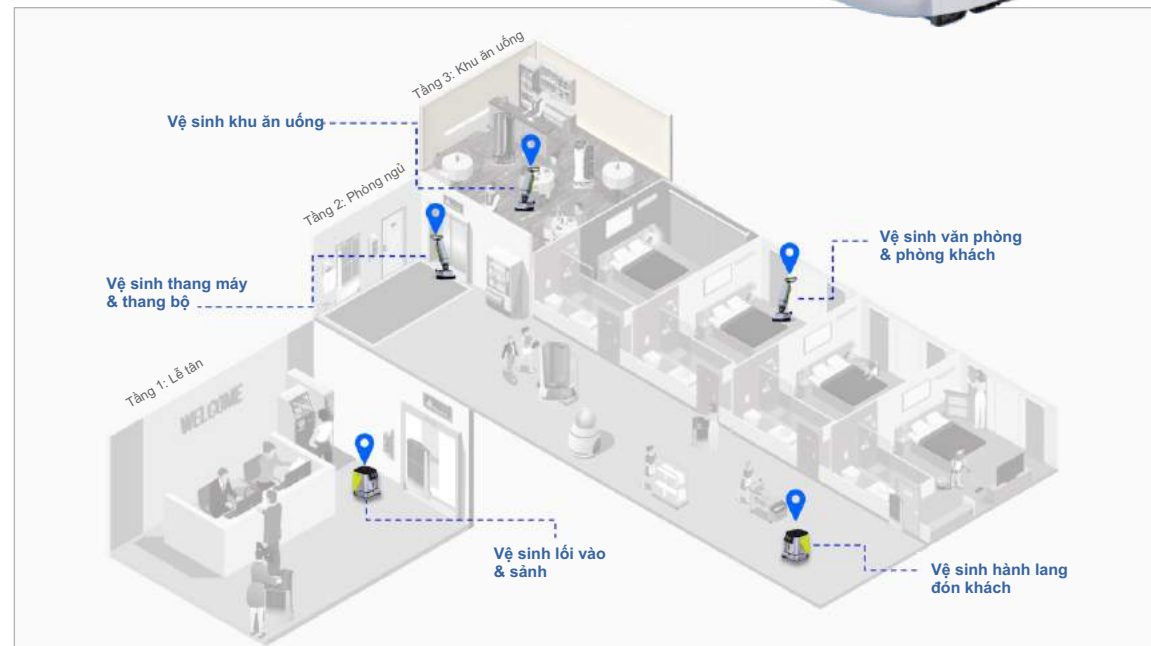 Tầng 3: Khu ăn uống
Vệ sinh khu ăn uống
Tầng 2: Phòng ngủ
Vệ sinh văn phòng
& phòng khách
Vệ sinh thang máy
& thang bộ
Tầng 1: Lễ tân
WELCOME
Vệ sinh lối vào
& sảnh
Vệ sinh hành lang
đón khách